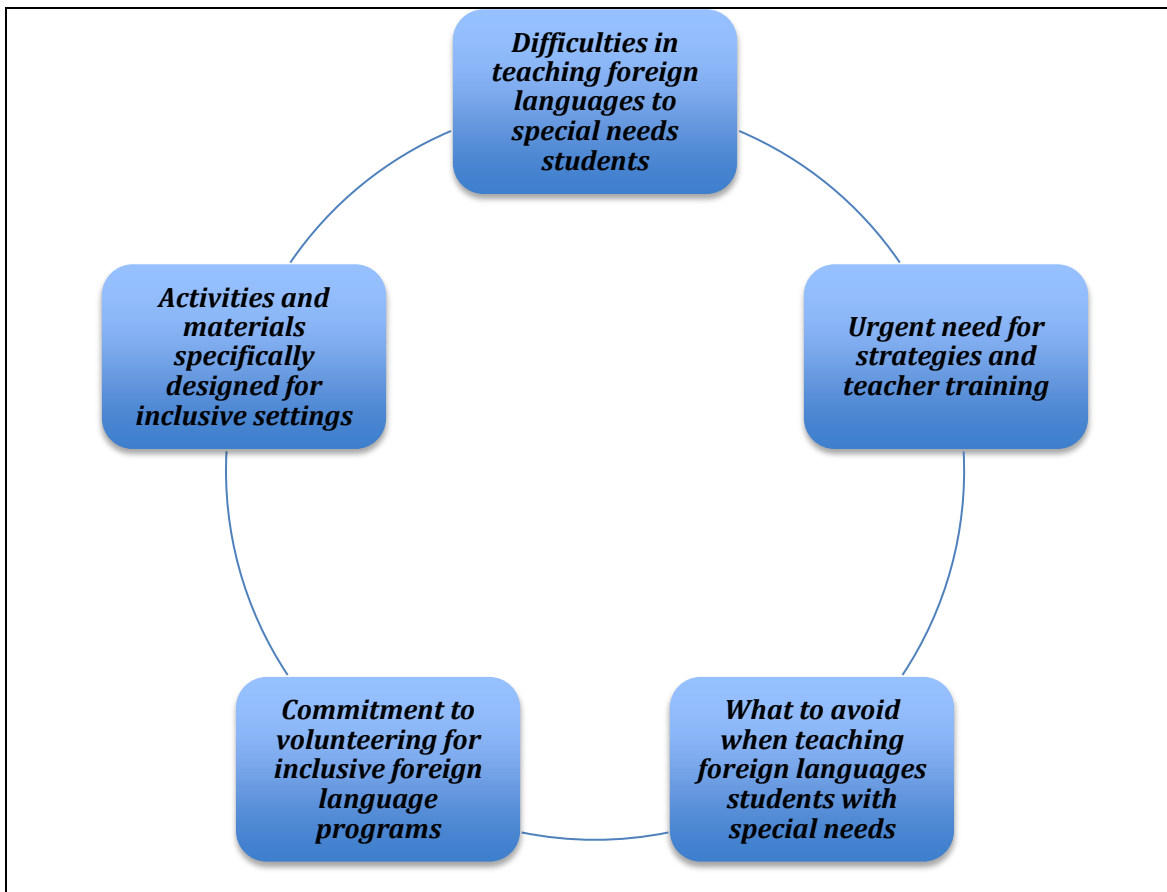 Difficulties in
teaching foreign
languages to
special needs
students
Urgent need for
strategies and
teacher training
What to avoid
when teaching
foreign languages
students with
special needs
Commitment to
volunteering for
inclusive foreign
language
programs
Activities and
materials
specifically
designed for
inclusive settings